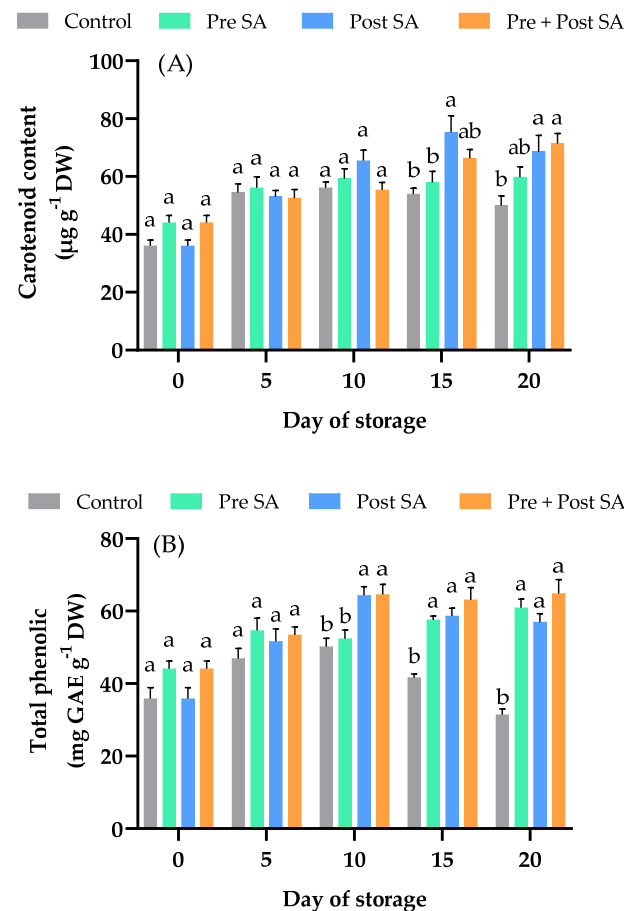 Control Pre SA Post SA Pre + Post SA
(A)
100
80
60
40
20
0
Carotenoid content
(µg g-1 DW)
a a a a a a a a a a a a b b a ab b ab a a
0 5 10 15 20
Day of storage
Control Pre SA Post SA Pre + Post SA
(B)
80
60
40
20
0
Total phenolic
(mg GAE g-1 DW)
a a a a a a a a b b a a b a a a b a a a
0 5 10 15 20
Day of storage